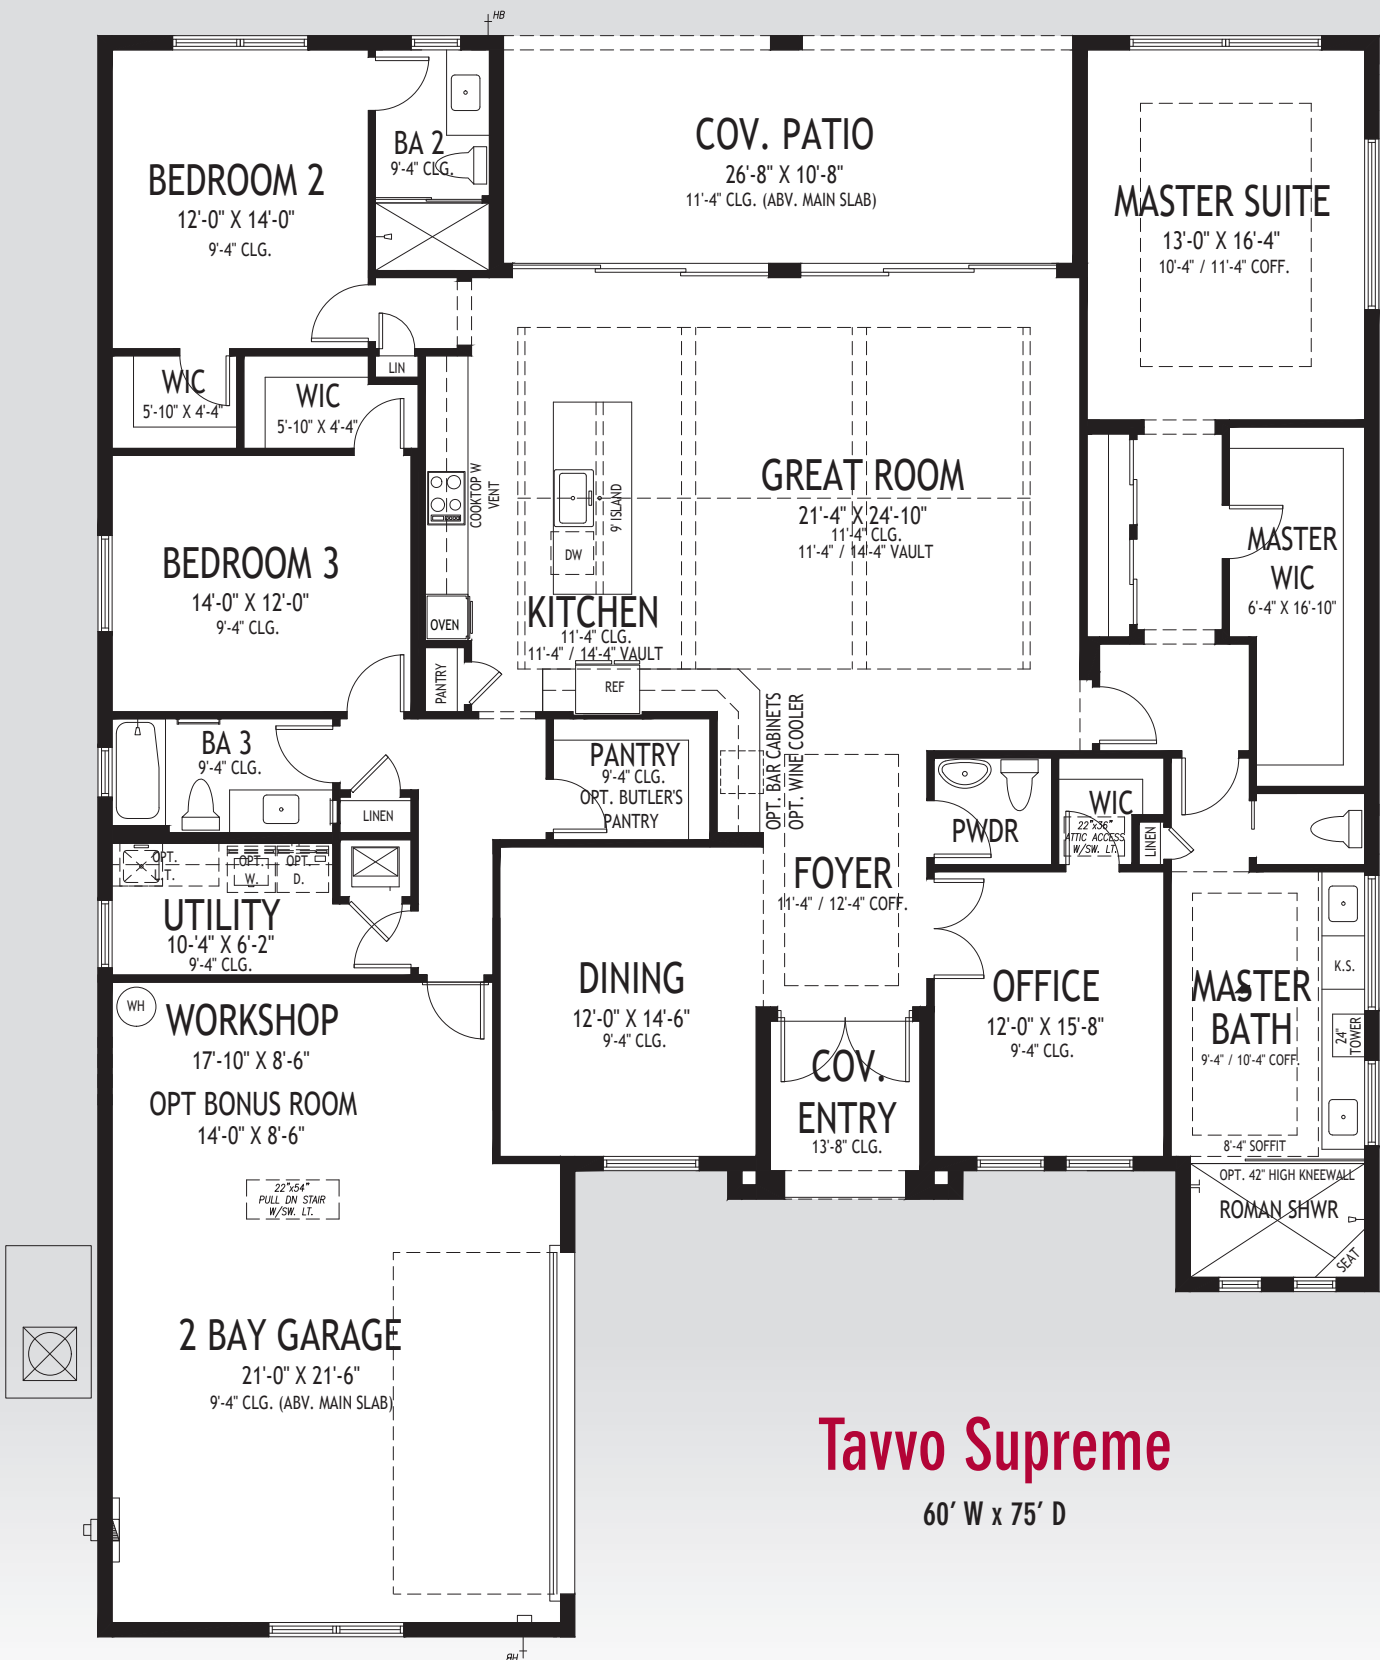 HB
BEDROOM 2
12'-0" X 14'-0"
9'-4" CLG.
BA 2
9'-4" CLG.
COV. PATIO
26'-8" X 10'-8"
11'-4" CLG. (ABV. MAIN SLAB)
MASTER SUITE
13'-0" X 16'-4"
10'-4" / 11'-4" COFF.
WIC
5'-10" X 4'-4"
WIC
5'-10" X 4'-4"
LIN
COOKTOP W
VENT
9' ISLAND
DW
GREAT ROOM
21'-4" X 24'-10"
11'-4" CLG.
11'-4" / 14'-4" VAULT
MASTER
WIC
6'-4" X 16'-10"
BEDROOM 3
14'-0" X 12'-0"
9'-4" CLG.
OVEN
KITCHEN
11'-4" CLG.
11'-4" / 14'-4" VAULT
PANTRY
REF
OPT. BAR CABINETS
OPT. WINE COOLER
BA 3
9'-4" CLG.
LINEN
PANTRY
9'-4" CLG.
OPT. BUTLER'S
PANTRY
PWDR
WIC
22"x36"
ATTIC ACCESS
W/SW. LT.
LINEN
OPT.
L.T.
OPT.
W.
OPT.
D.
UTILITY
10-'4" X 6'-2"
9'-4" CLG.
FOYER
11'-4" / 12'-4" COFF.
DINING
12'-0" X 14'-6"
9'-4" CLG.
OFFICE
12'-0" X 15'-8"
9'-4" CLG.
MASTER
BATH
9'-4" / 10'-4" COFF.
K.S.
24"
TOWER
8'-4" SOFFIT
WH
WORKSHOP
17'-10" X 8'-6"
OPT BONUS ROOM
14'-0" X 8'-6"
COV.
ENTRY
13'-8" CLG.
OPT. 42" HIGH KNEEWALL
ROMAN SHWR
SEAT
22"x54"
PULL DN STAIR
W/SW. LT.
2 BAY GARAGE
21'-0" X 21'-6"
9'-4" CLG. (ABV. MAIN SLAB)
Tavvo Supreme
60' W x 75' D
HB